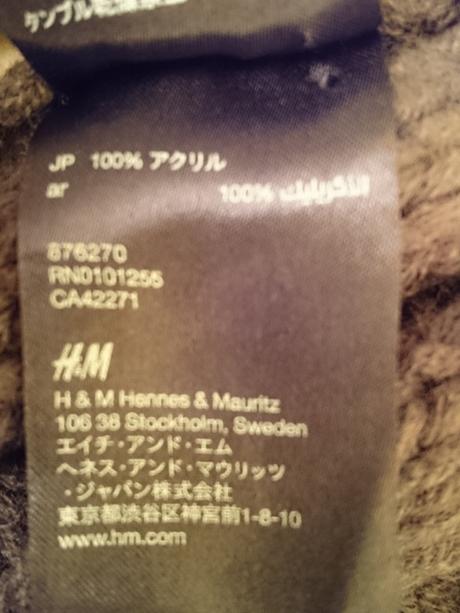 JP 100% アクリル
ar 100% الأكريليك
876270
RN0101255
CA42271
H&M
H & M Hennes & Mauritz
106 38 Stockholm, Sweden
エイチ・アンド・エム
ヘネス・アンド・マウリッツ
・ジャパン株式会社
東京都渋谷区神宮前1-8-10
www.hm.com